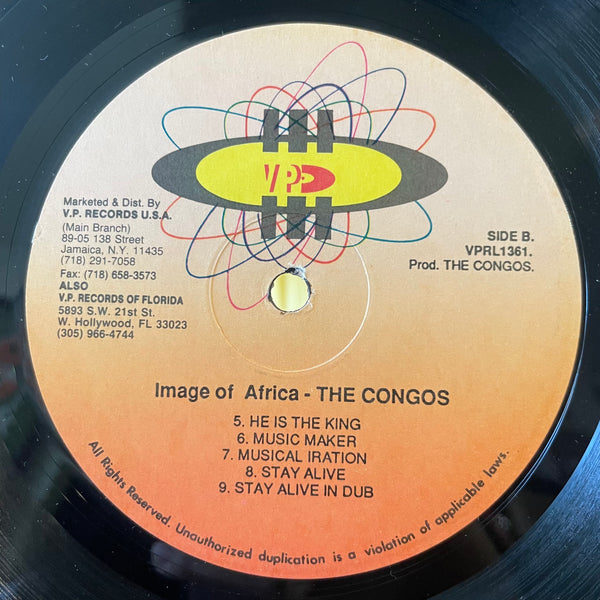 VP
Marketed & Dist. By
V.P. RECORDS U.S.A.
(Main Branch)
89-05 138 Street
Jamaica, N.Y. 11435
(718) 291-7058
Fax: (718) 658-3573
ALSO
V.P. RECORDS OF FLORIDA
5893 S.W. 21st St.
W. Hollywood, FL 33023
(305) 966-4744
SIDE B.
VPRL1361.
Prod. THE CONGOS.
Image of Africa - THE CONGOS
5. HE IS THE KING
6. MUSIC MAKER
7. MUSICAL IRATION
8. STAY ALIVE
9. STAY ALIVE IN DUB
All Rights Reserved. Unauthorized duplication is a violation of applicable laws.